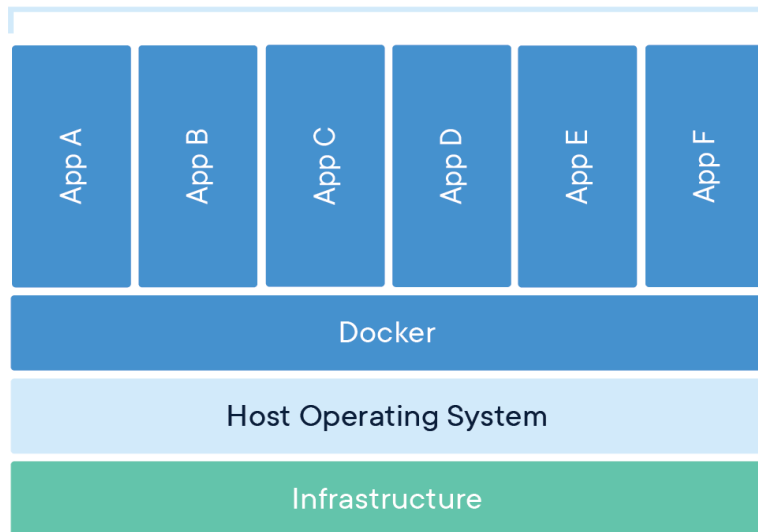 App A
App B
App C
App D
App E
App F
Docker
Host Operating System
Infrastructure